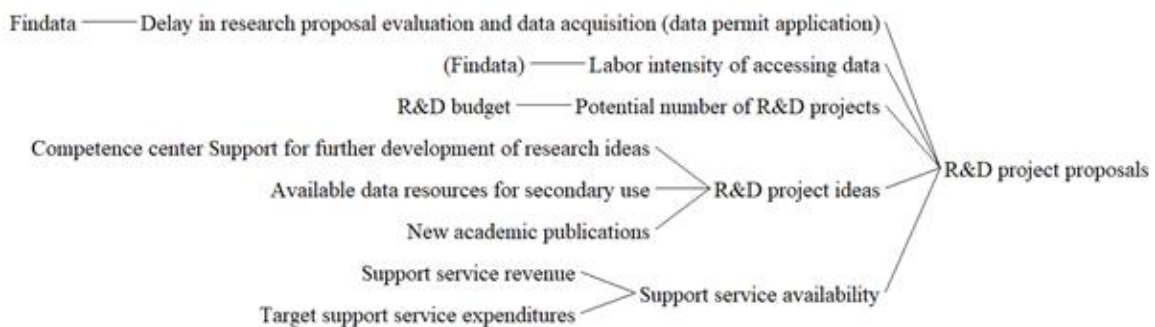 Findata Delay in research proposal evaluation and data acquisition (data permit application)
(Findata) Labor intensity of accessing data
R&D budget Potential number of R&D projects
Competence center Support for further development of research ideas
R&D project proposals
Available data resources for secondary use R&D project ideas
New academic publications
Support service revenue
Support service availability
Target support service expenditures